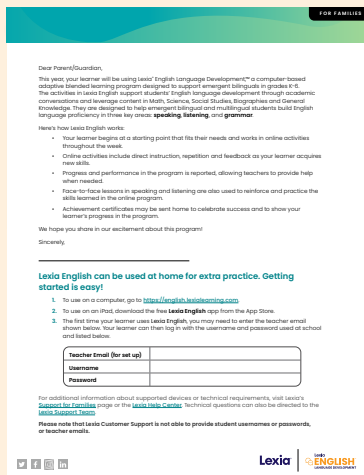 FOR FAMILIES
Dear Parent/Guardian,
This year, your learner will be using Lexia® English Language Development™, a computer-based
adaptive blended learning program designed to support emergent bilinguals in grades K–6.
The activities in Lexia English support students' English language development through academic
conversations and leverage content in Math, Science, Social Studies, Biographies and General
Knowledge. They are designed to help emergent bilingual and multilingual students build English
language proficiency in three key areas: speaking, listening, and grammar.
Here's how Lexia English works:
• Your learner begins at a starting point that fits their needs and works in online activities
throughout the week.
• Online activities include direct instruction, repetition and feedback as your learner acquires
new skills.
• Progress and performance in the program is reported, allowing teachers to provide help
when needed.
• Face-to-face lessons in speaking and listening are also used to reinforce and practice the
skills learned in the online program.
• Achievement certificates may be sent home to celebrate success and to show your
learner's progress in the program.
We hope you share in our excitement about this program!
Sincerely,
Lexia English can be used at home for extra practice. Getting
started is easy!
1. To use on a computer, go to https://english.lexialearning.com.
2. To use on an iPad, download the free Lexia English app from the App Store.
3. The first time your learner uses Lexia English, you may need to enter the teacher email
shown below. Your learner can then log in with the username and password used at school
and listed below.
Teacher Email (for set up)
Username
Password
For additional information about supported devices or technical requirements, visit Lexia's
Support for Families page or the Lexia Help Center. Technical questions can also be directed to the
Lexia Support Team.
Please note that Lexia Customer Support is not able to provide student usernames or passwords,
or teacher emails.
Lexia
ENGLISH
LANGUAGE DEVELOPMENT